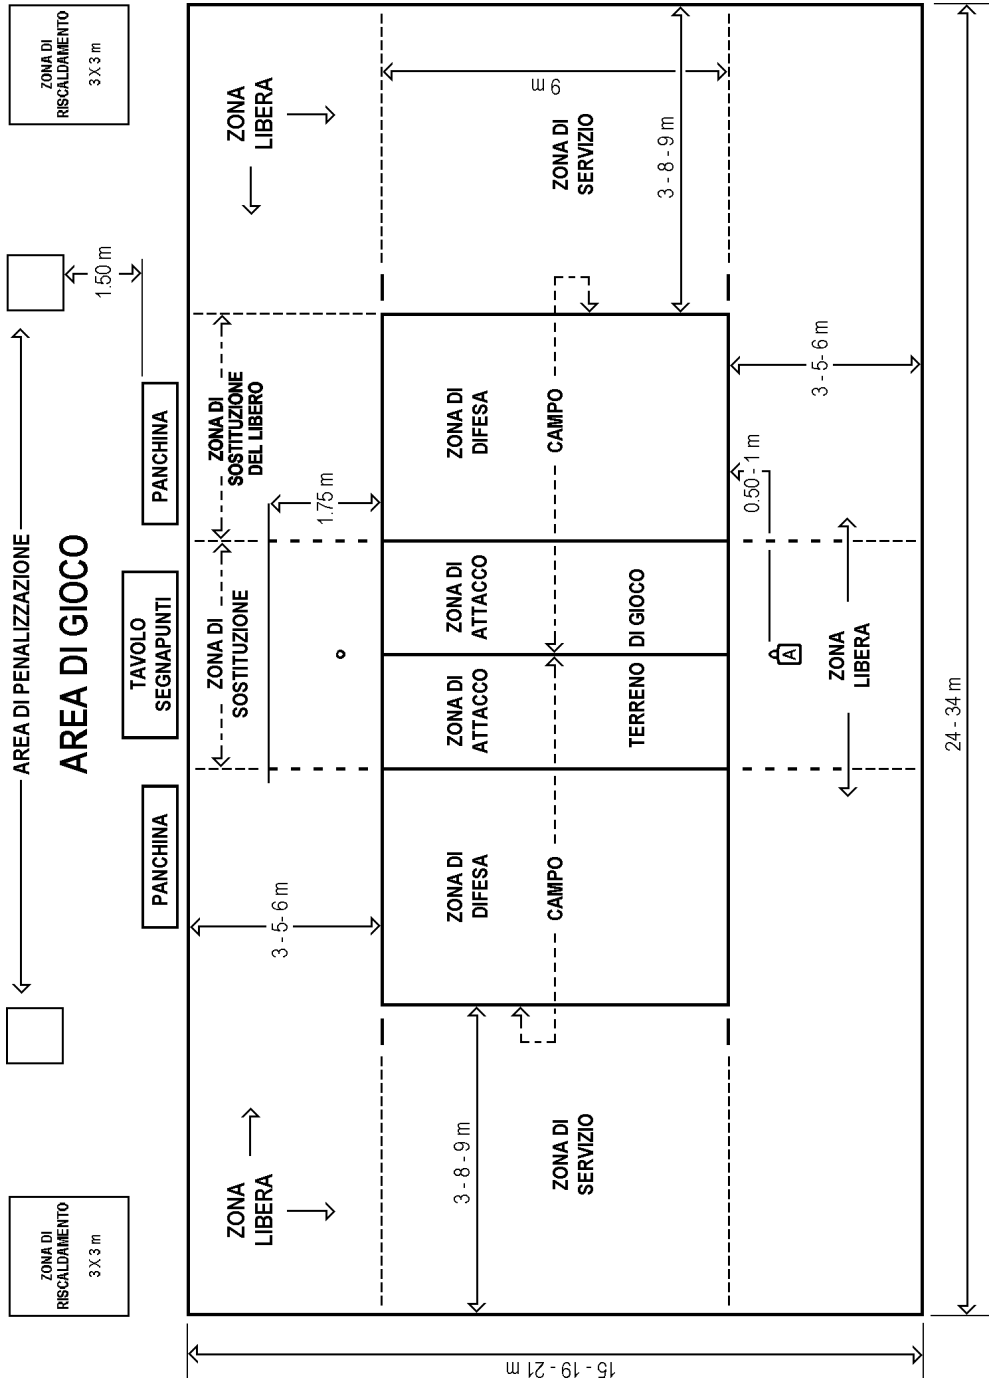 AREA DI PENALIZZAZIONE
AREA DI GIOCO
ZONA DI
RISCALDAMENTO
3 X 3 m
ZONA DI
RISCALDAMENTO
3 X 3 m
1.50 m
PANCHINA
TAVOLO
SEGNAPUNTI
PANCHINA
ZONA
LIBERA
3 - 5- 6 m
ZONA DI
SOSTITUZIONE
ZONA DI
SOSTITUZIONE
DEL LIBERO
1.75 m
ZONA
LIBERA
9 m
3 - 8 - 9 m
ZONA DI
SERVIZIO
ZONA DI
DIFESA
ZONA DI
ATTACCO
ZONA DI
ATTACCO
ZONA DI
DIFESA
ZONA DI
SERVIZIO
3 - 8 - 9 m
CAMPO
CAMPO
TERRENO
DI GIOCO
0.50 - 1 m
3 - 5- 6 m
A
ZONA
LIBERA
24 - 34 m
15 - 19 - 21 m